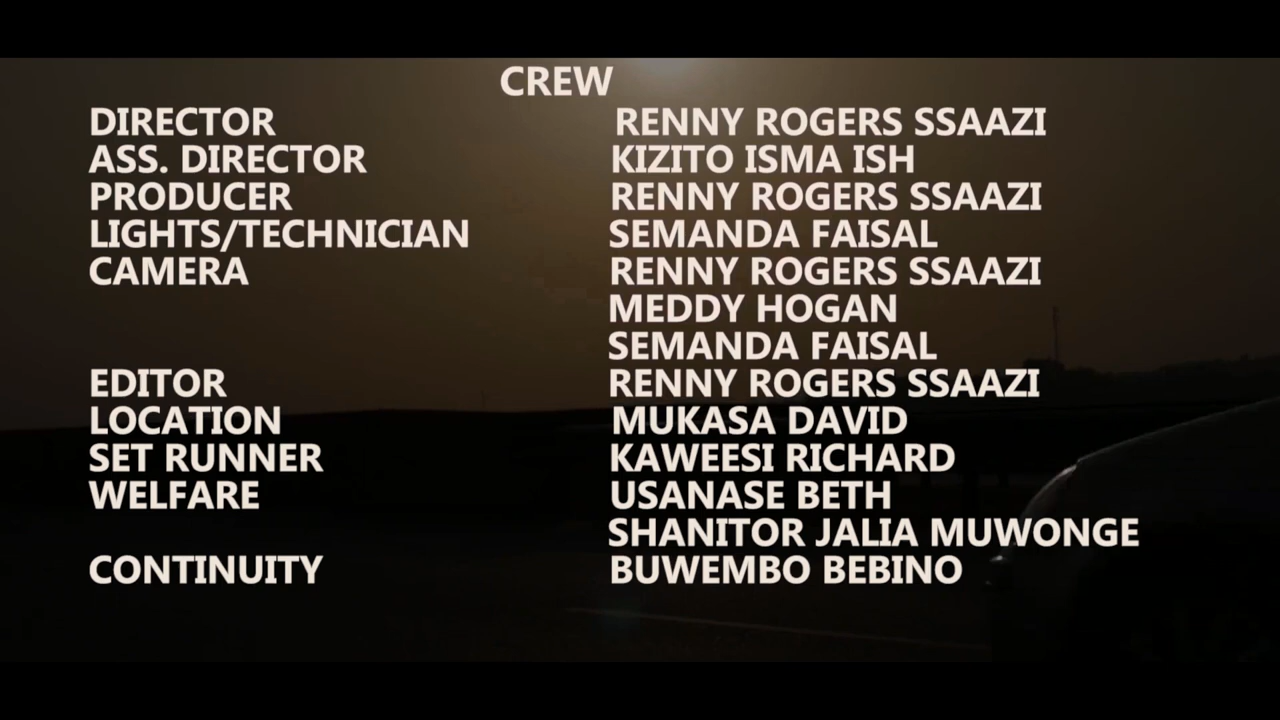 CREW
DIRECTOR RENNY ROGERS SSAAZI
ASS. DIRECTOR KIZITO ISMA ISH
PRODUCER RENNY ROGERS SSAAZI
LIGHTS/TECHNICIAN SEMANDA FAISAL
CAMERA RENNY ROGERS SSAAZI
MEDDY HOGAN
SEMANDA FAISAL
EDITOR RENNY ROGERS SSAAZI
LOCATION MUKASA DAVID
SET RUNNER KAWEESI RICHARD
WELFARE USANASE BETH
SHANITOR JALIA MUWONGE
CONTINUITY BUWEMBO BEBINO